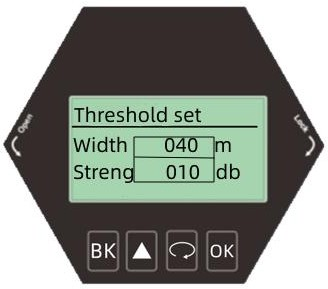 Open
Lock
Threshold set
Width 040 m
Streng 010 db
BK ▲ OK